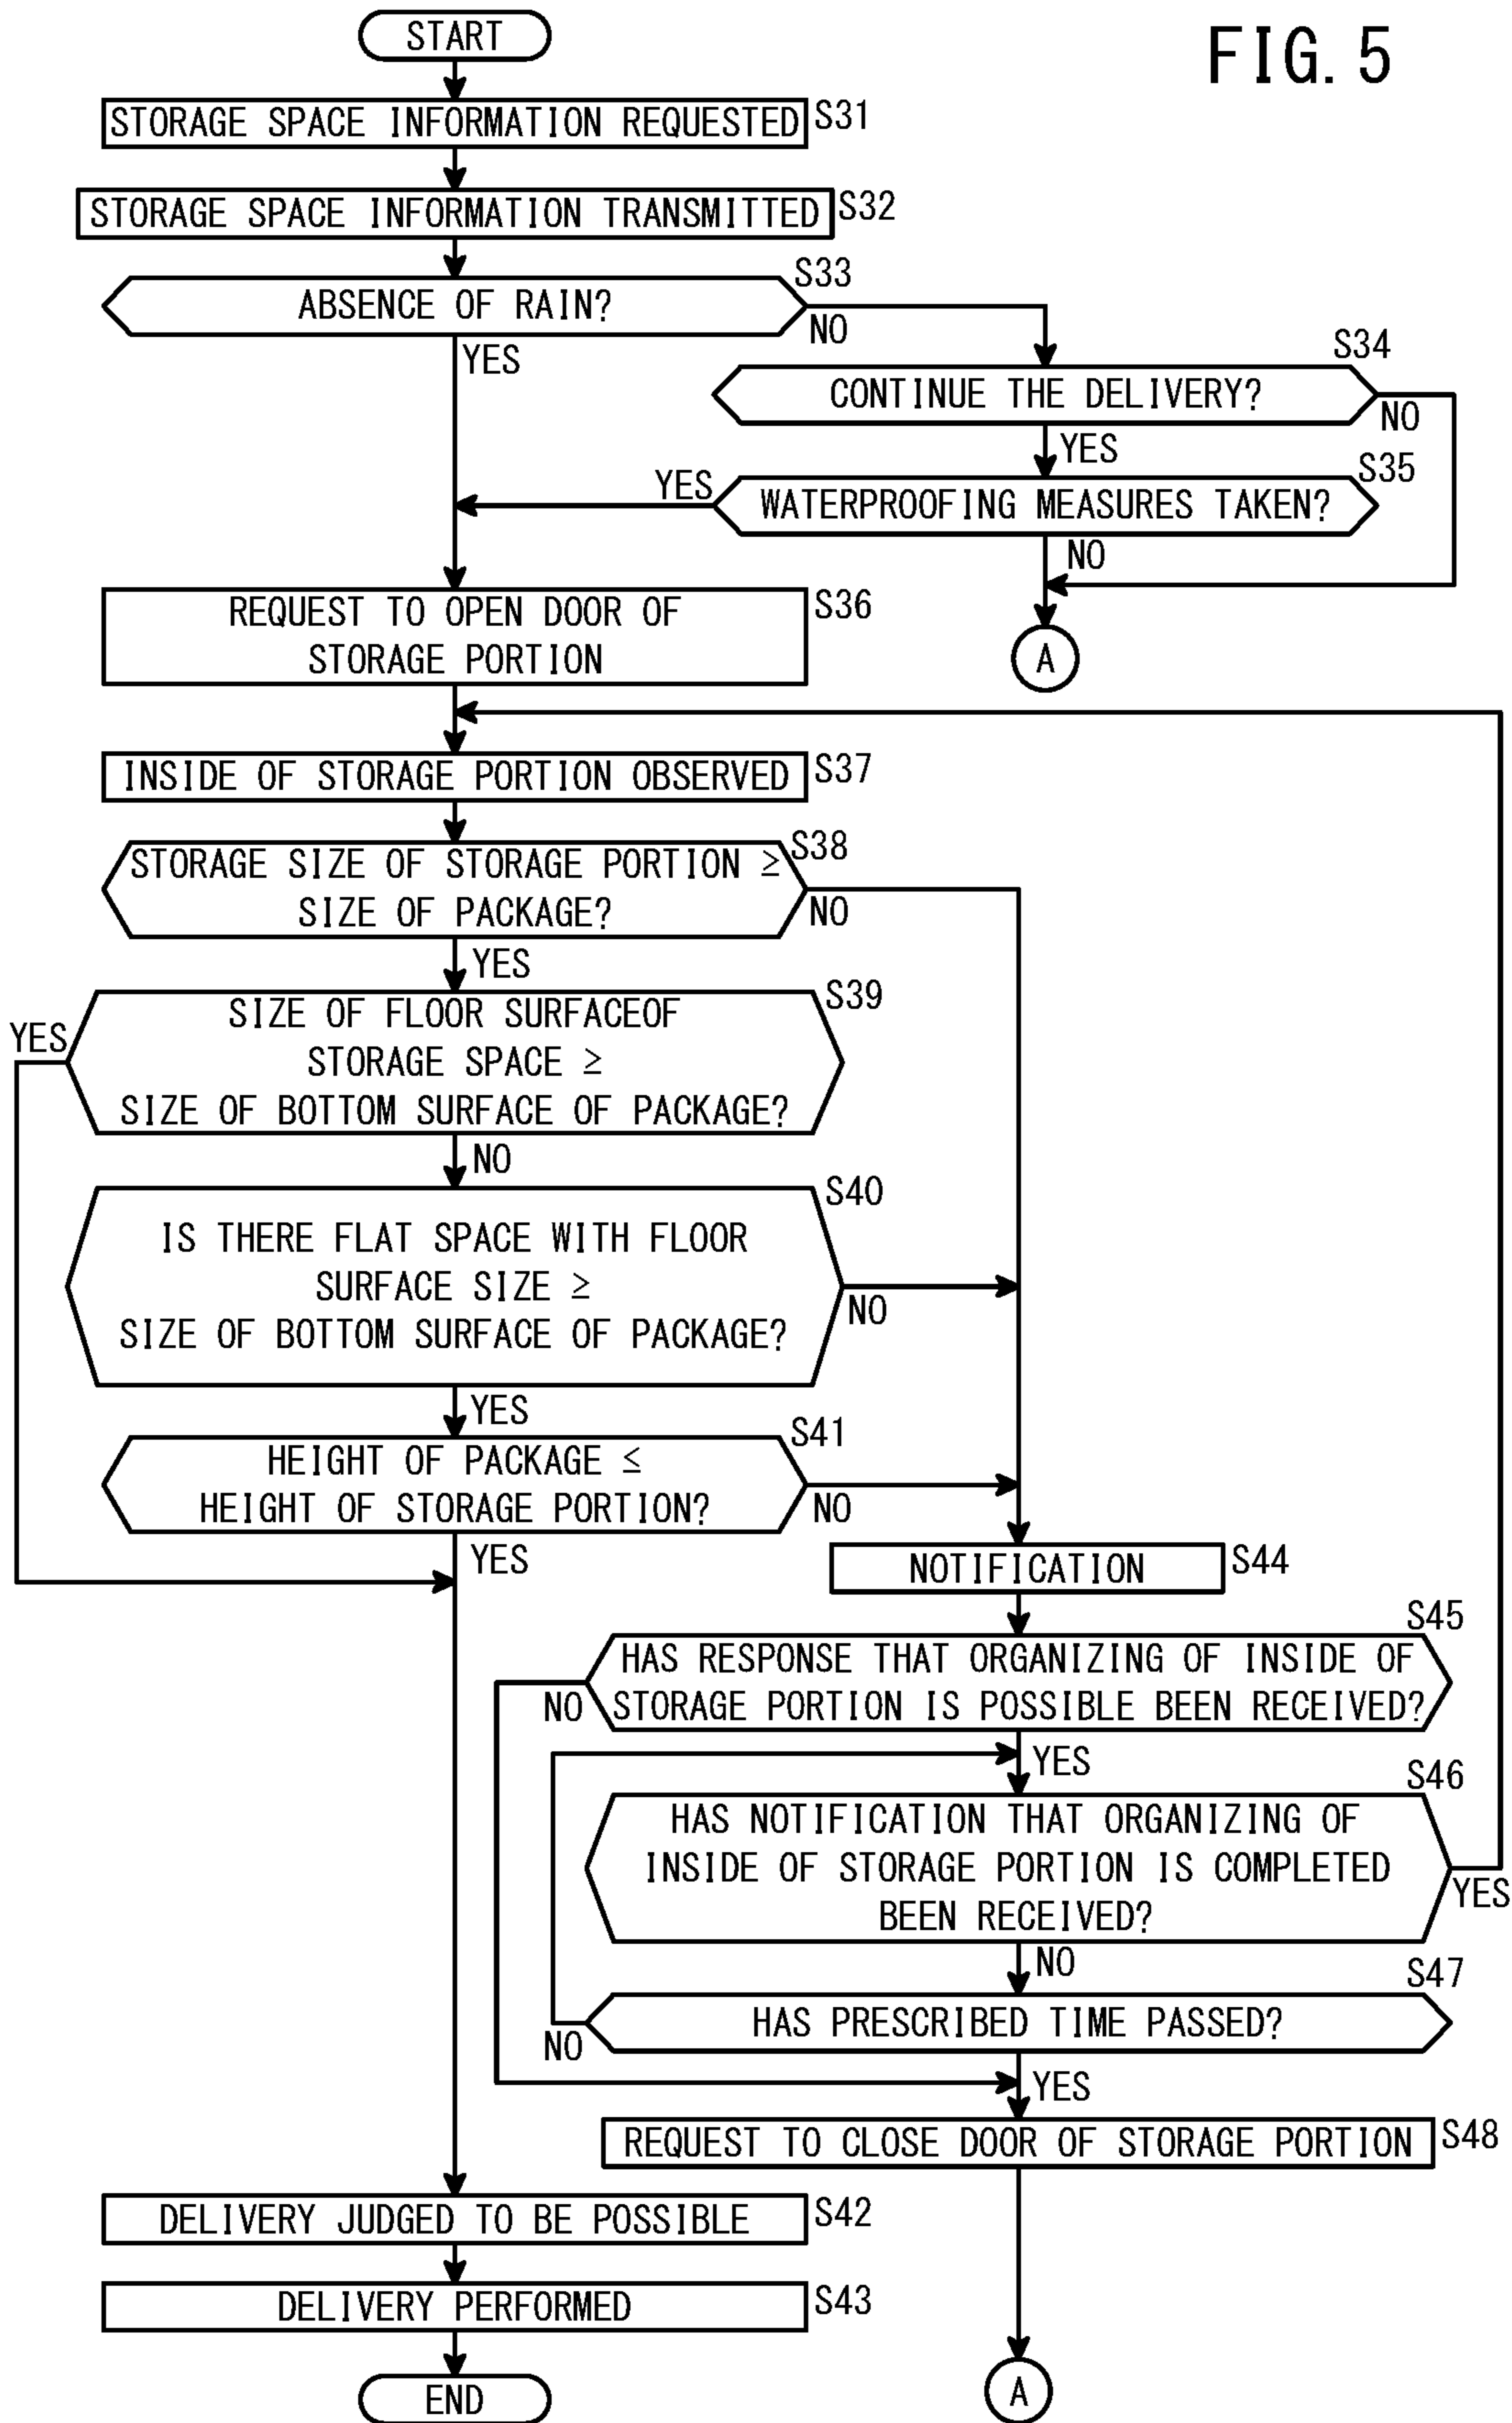 FIG. 5
START
STORAGE SPACE INFORMATION REQUESTED
S31
STORAGE SPACE INFORMATION TRANSMITTED
S32
S33
ABSENCE OF RAIN?
NO
YES
S34
CONTINUE THE DELIVERY?
NO
YES
S35
WATERPROOFING MEASURES TAKEN?
YES
NO
A
REQUEST TO OPEN DOOR OF
STORAGE PORTION
S36
INSIDE OF STORAGE PORTION OBSERVED
S37
S38
STORAGE SIZE OF STORAGE PORTION ≥
SIZE OF PACKAGE?
NO
YES
S39
SIZE OF FLOOR SURFACEOF
STORAGE SPACE ≥
SIZE OF BOTTOM SURFACE OF PACKAGE?
YES
NO
S40
IS THERE FLAT SPACE WITH FLOOR
SURFACE SIZE ≥
SIZE OF BOTTOM SURFACE OF PACKAGE?
NO
YES
S41
HEIGHT OF PACKAGE ≤
HEIGHT OF STORAGE PORTION?
NO
YES
NOTIFICATION
S44
S45
HAS RESPONSE THAT ORGANIZING OF INSIDE OF
STORAGE PORTION IS POSSIBLE BEEN RECEIVED?
NO
YES
S46
HAS NOTIFICATION THAT ORGANIZING OF
INSIDE OF STORAGE PORTION IS COMPLETED
BEEN RECEIVED?
YES
NO
S47
HAS PRESCRIBED TIME PASSED?
NO
YES
REQUEST TO CLOSE DOOR OF STORAGE PORTION
S48
DELIVERY JUDGED TO BE POSSIBLE
S42
DELIVERY PERFORMED
S43
END
A